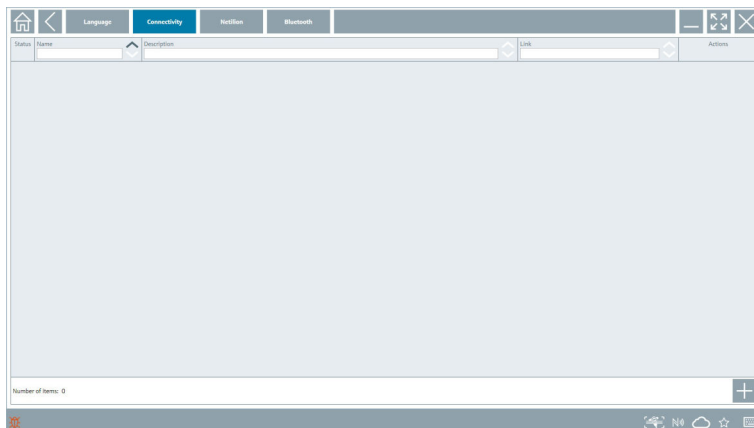 Language Connectivity Netilion Bluetooth
Status Name Description Link Actions
Number of items: 0